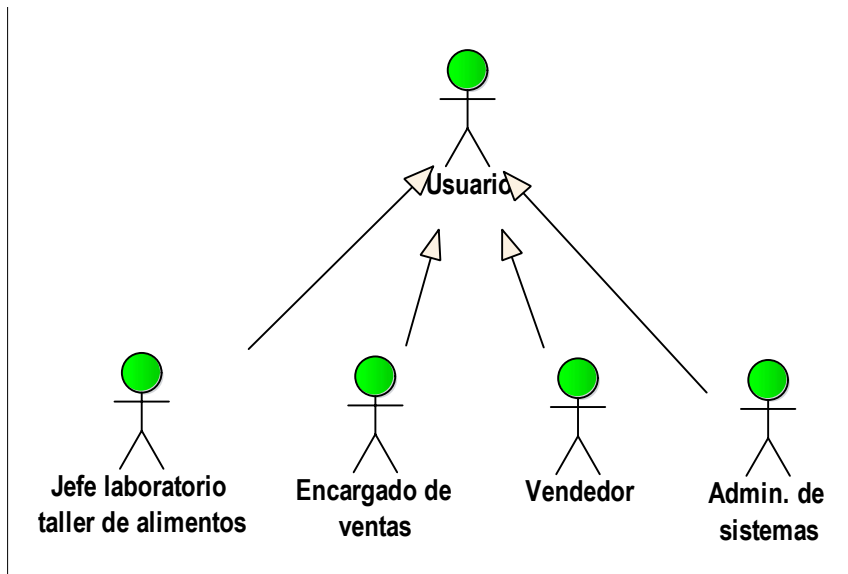 Usuario
Jefe laboratorio
taller de alimentos
Encargado de
ventas
Vendedor
Admin. de
sistemas